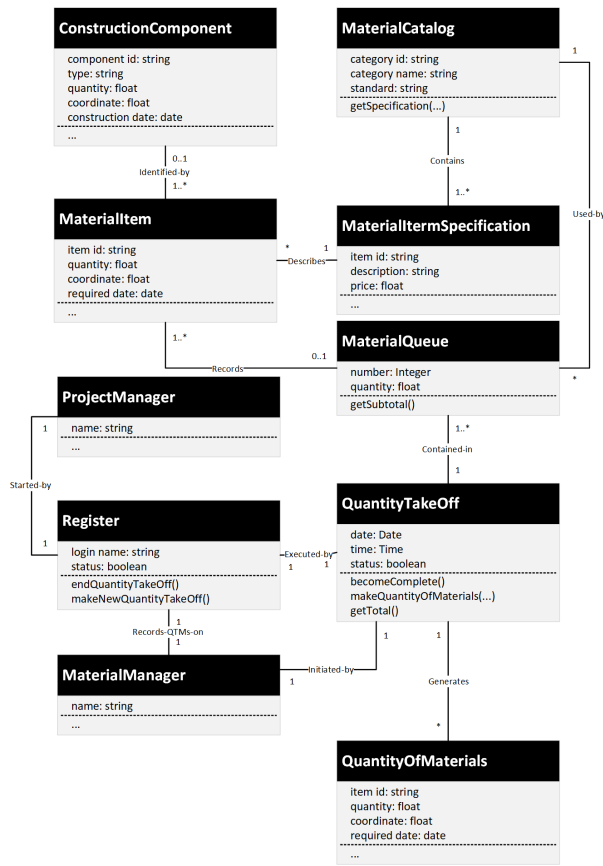 ConstructionComponent
component id: string
type: string
quantity: float
coordinate: float
construction date: date
...
MaterialCatalog
category id: string
category name: string
standard: string
getSpecification(...)
1
0..1
Identified-by
1..*
1
Contains
1..*
Used-by
*
MaterialItem
item id: string
quantity: float
coordinate: float
required date: date
...
*
1
Describes
MaterialItermSpecification
item id: string
description: string
price: float
...
1..*
0..1
Records
MaterialQueue
number: Integer
quantity: float
getSubtotal()
ProjectManager
name: string
...
1
Started-by
1
1..*
Contained-in
1
Register
login name: string
status: boolean
endQuantityTakeOff()
makeNewQuantityTakeOff()
Executed-by
1
1
QuantityTakeOff
date: Date
time: Time
status: boolean
becomeComplete()
makeQuantityOfMaterials(...)
getTotal()
1
Records-QTMs-on
1
MaterialManager
name: string
...
1
Initiated-by
1
1
Generates
*
QuantityOfMaterials
item id: string
quantity: float
coordinate: float
required date: date
...